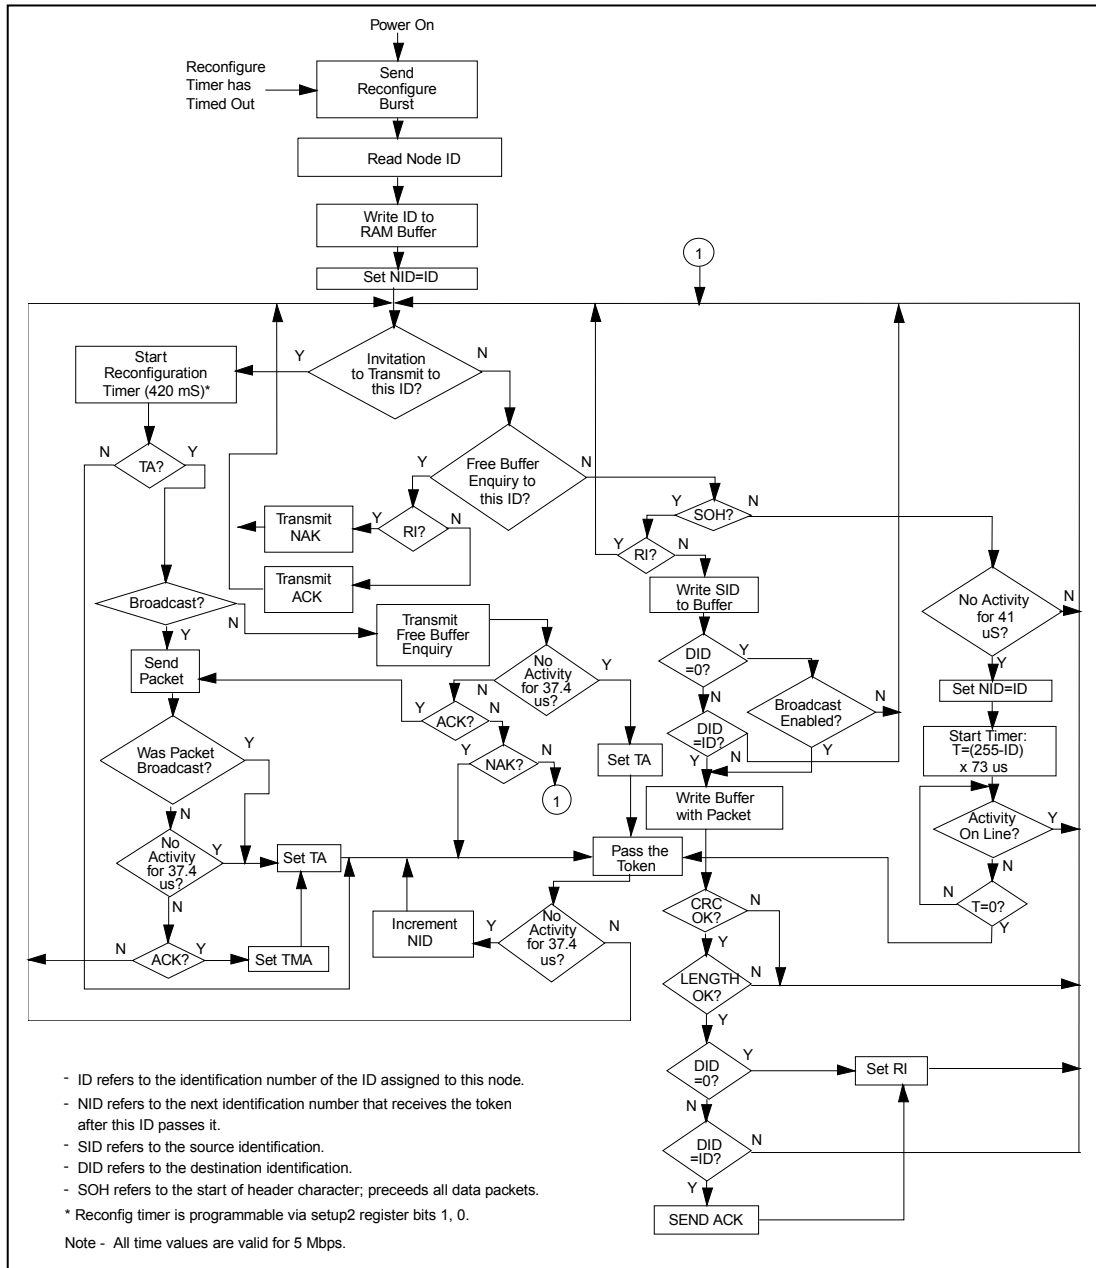 Power On
Reconfigure
Timer has
Timed Out
Send
Reconfigure
Burst
Read Node ID
Write ID to
RAM Buffer
1
Set NID=ID
Start
Reconfiguration
Timer (420 mS)*
Y
Invitation
to Transmit to
this ID?
N
N
TA?
Y
Y
Free Buffer
Enquiry to
this ID?
N
Transmit
NAK
Y
RI?
N
Y
SOH?
N
Y
RI?
N
Transmit
ACK
Write SID
to Buffer
No Activity
for 41
uS?
N
Y
Broadcast?
N
Y
Transmit
Free Buffer
Enquiry
Send
Packet
No
Activity
for 37.4
us?
Y
N
DID
=0?
Y
N
Set NID=ID
ACK?
N
Y
Broadcast
Enabled?
N
Y
DID
=ID?
N
Y
Start Timer:
T=(255-ID)
x 73 us
Was Packet
Broadcast?
Y
N
Y
NAK?
N
1
Set TA
Write Buffer
with Packet
Activity
On Line?
Y
N
No
Activity
for 37.4
us?
Y
N
Set TA
Pass the
Token
N
T=0?
Y
Increment
NID
Y
No
Activity
for 37.4
us?
N
CRC
OK?
N
Y
N
ACK?
Y
Set TMA
LENGTH
OK?
N
Y
DID
=0?
Y
N
Set RI
DID
=ID?
N
Y
SEND ACK
- ID refers to the identification number of the ID assigned to this node.
- NID refers to the next identification number that receives the token
after this ID passes it.
- SID refers to the source identification.
- DID refers to the destination identification.
- SOH refers to the start of header character; preceeds all data packets.
* Reconfig timer is programmable via setup2 register bits 1, 0.
Note - All time values are valid for 5 Mbps.